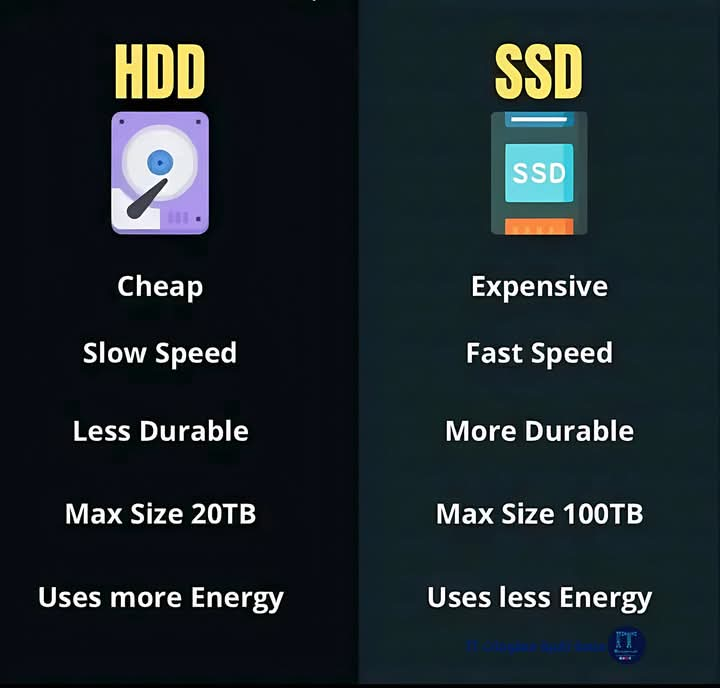 HDD
SSD
SSD
Cheap
Expensive
Slow Speed
Fast Speed
Less Durable
More Durable
Max Size 20TB
Max Size 100TB
Uses more Energy
Uses less Energy
IT